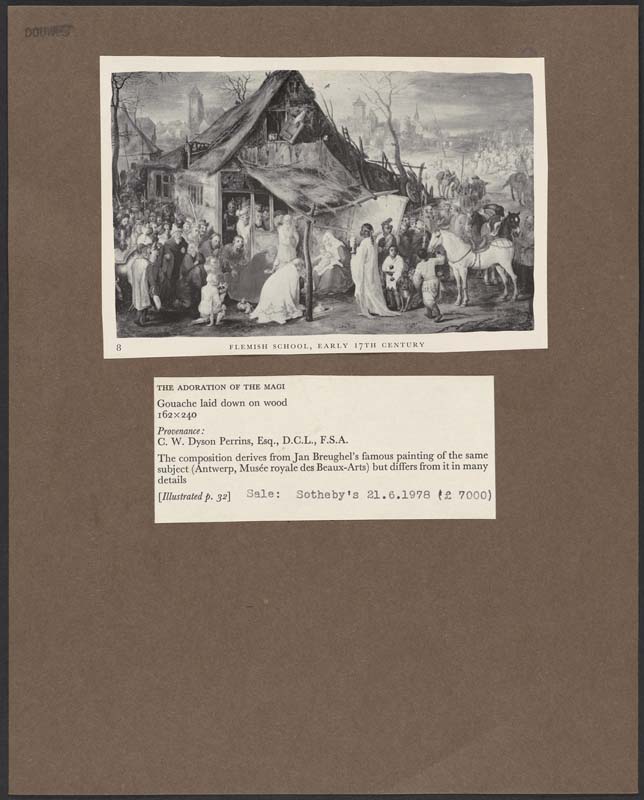 8 FLEMISH SCHOOL, EARLY 17TH CENTURY
THE ADORATION OF THE MAGI
Gouache laid down on wood
162×240
Provenance:
C. W. Dyson Perrins, Esq., D.C.L., F.S.A.
The composition derives from Jan Breughel's famous painting of the same
subject (Antwerp, Musée royale des Beaux-Arts) but differs from it in many
details
[Illustrated p. 32] Sale: Sotheby's 21.6.1978 (£ 7000)